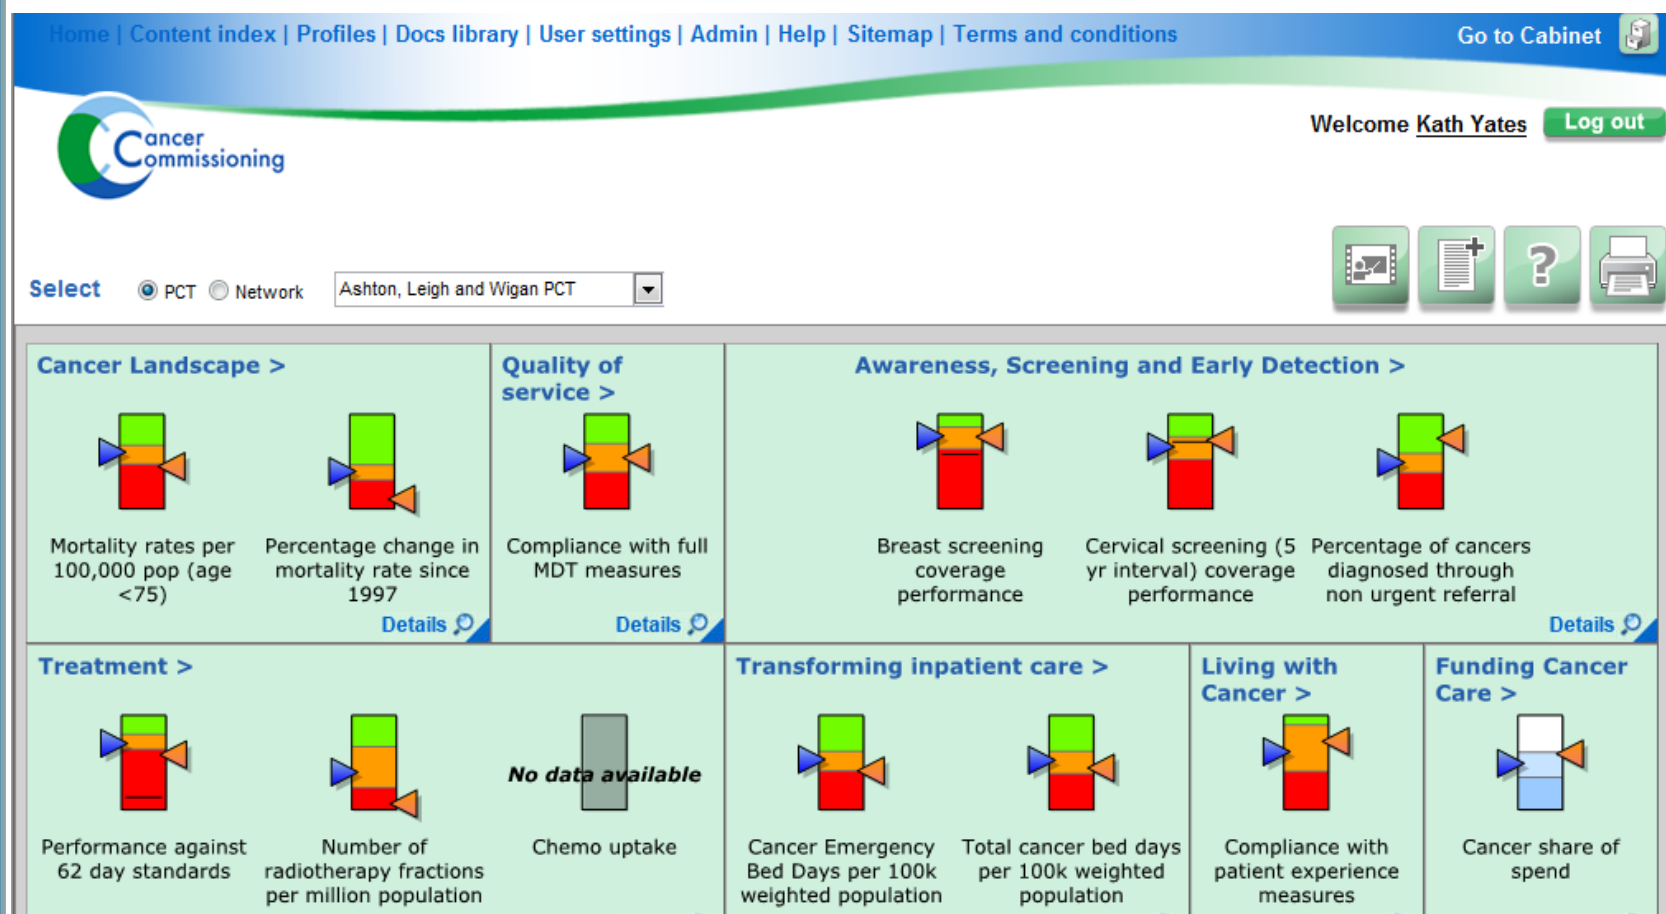 Home | Content index | Profiles | Docs library | User settings | Admin | Help | Sitemap | Terms and conditions
Go to Cabinet
Cancer
Commissioning
Welcome Kath Yates
Log out
Select
PCT
Network
Ashton, Leigh and Wigan PCT
?
Cancer Landscape >
Mortality rates per
100,000 pop (age
<75)
Percentage change in
mortality rate since
1997
Details
Quality of
service >
Compliance with full
MDT measures
Details
Awareness, Screening and Early Detection >
Breast screening
coverage
performance
Cervical screening (5
yr interval) coverage
performance
Percentage of cancers
diagnosed through
non urgent referral
Details
Treatment >
Performance against
62 day standards
Number of
radiotherapy fractions
per million population
No data available
Chemo uptake
Transforming inpatient care >
Cancer Emergency
Bed Days per 100k
weighted population
Total cancer bed days
per 100k weighted
population
Living with
Cancer >
Compliance with
patient experience
measures
Funding Cancer
Care >
Cancer share of
spend